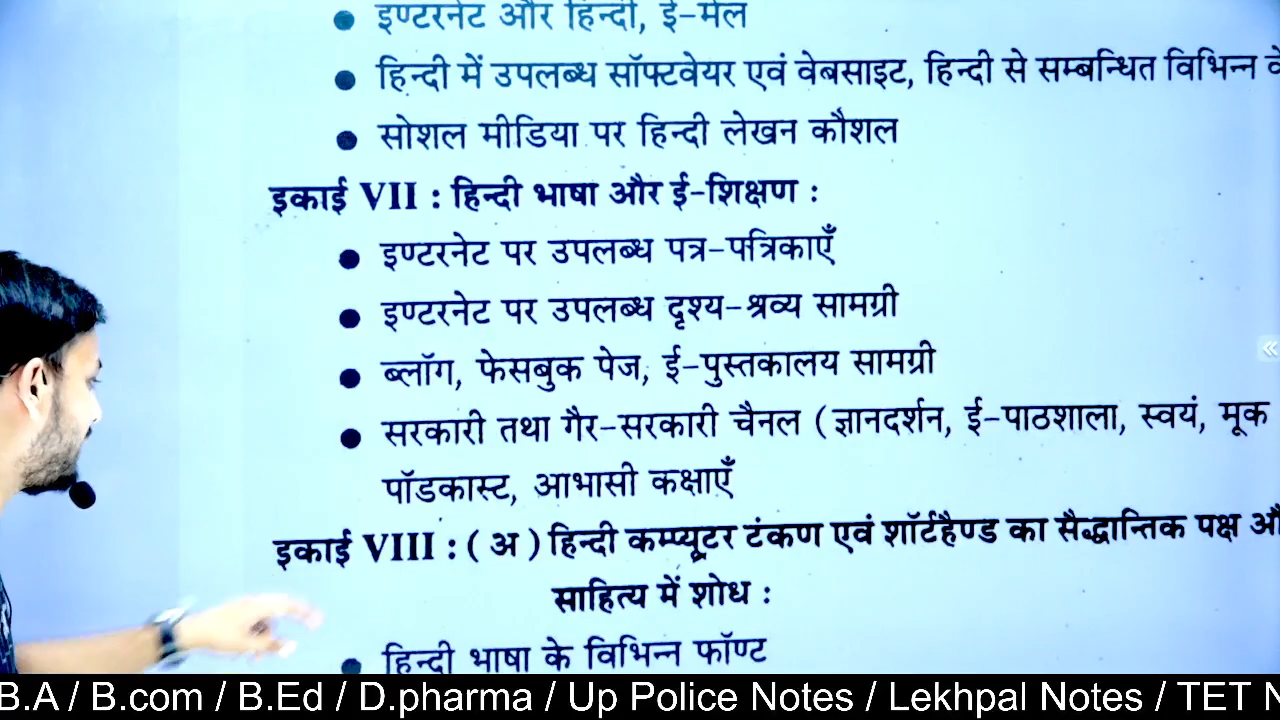 इण्टरनेट और हिन्दी, ई-मेल
हिन्दी में उपलब्ध सॉफ्टवेयर एवं वेबसाइट, हिन्दी से सम्बन्धित विभिन्न
सोशल मीडिया पर हिन्दी लेखन कौशल
इकाई VII : हिन्दी भाषा और ई-शिक्षण :
इण्टरनेट पर उपलब्ध पत्र-पत्रिकाएँ
इण्टरनेट पर उपलब्ध दृश्य-श्रव्य सामग्री
ब्लॉग, फेसबुक पेज, ई-पुस्तकालय सामग्री
सरकारी तथा गैर-सरकारी चैनल (ज्ञानदर्शन, ई-पाठशाला, स्वयं, मूक
पॉडकास्ट, आभासी कक्षाएँ
इकाई VIII : ( अ ) हिन्दी कम्प्यूटर टंकण एवं शॉर्टहैण्ड का सैद्धान्तिक पक्ष
साहित्य में शोध :
हिन्दी भाषा के विभिन्न फॉण्ट
B.A / B.com / B.Ed / D.pharma / Up Police Notes / Lekhpal Notes / TET